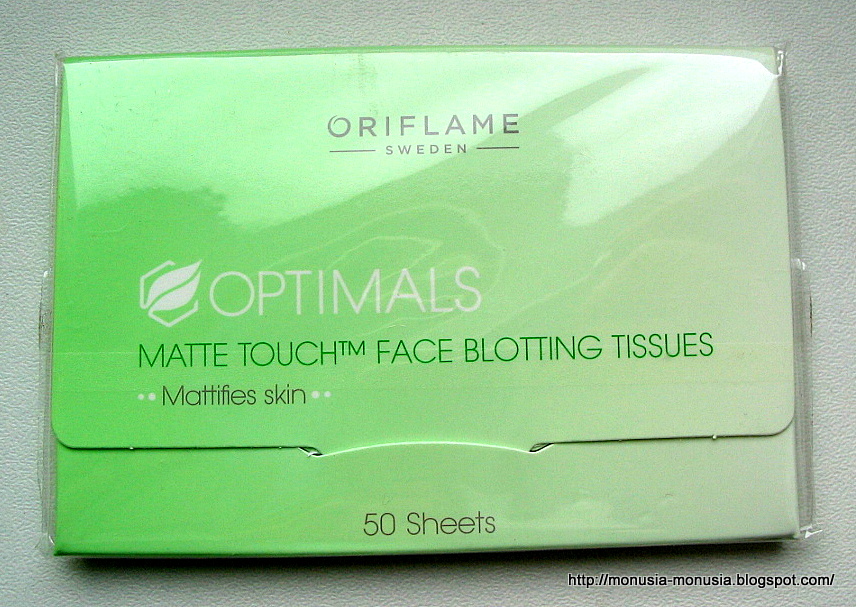 ORIFLAME
SWEDEN
OPTIMALS
MATTE TOUCH™ FACE BLOTTING TISSUES
•• Mattifies skin ••
50 Sheets
http://monusia-monusia.blogspot.com/